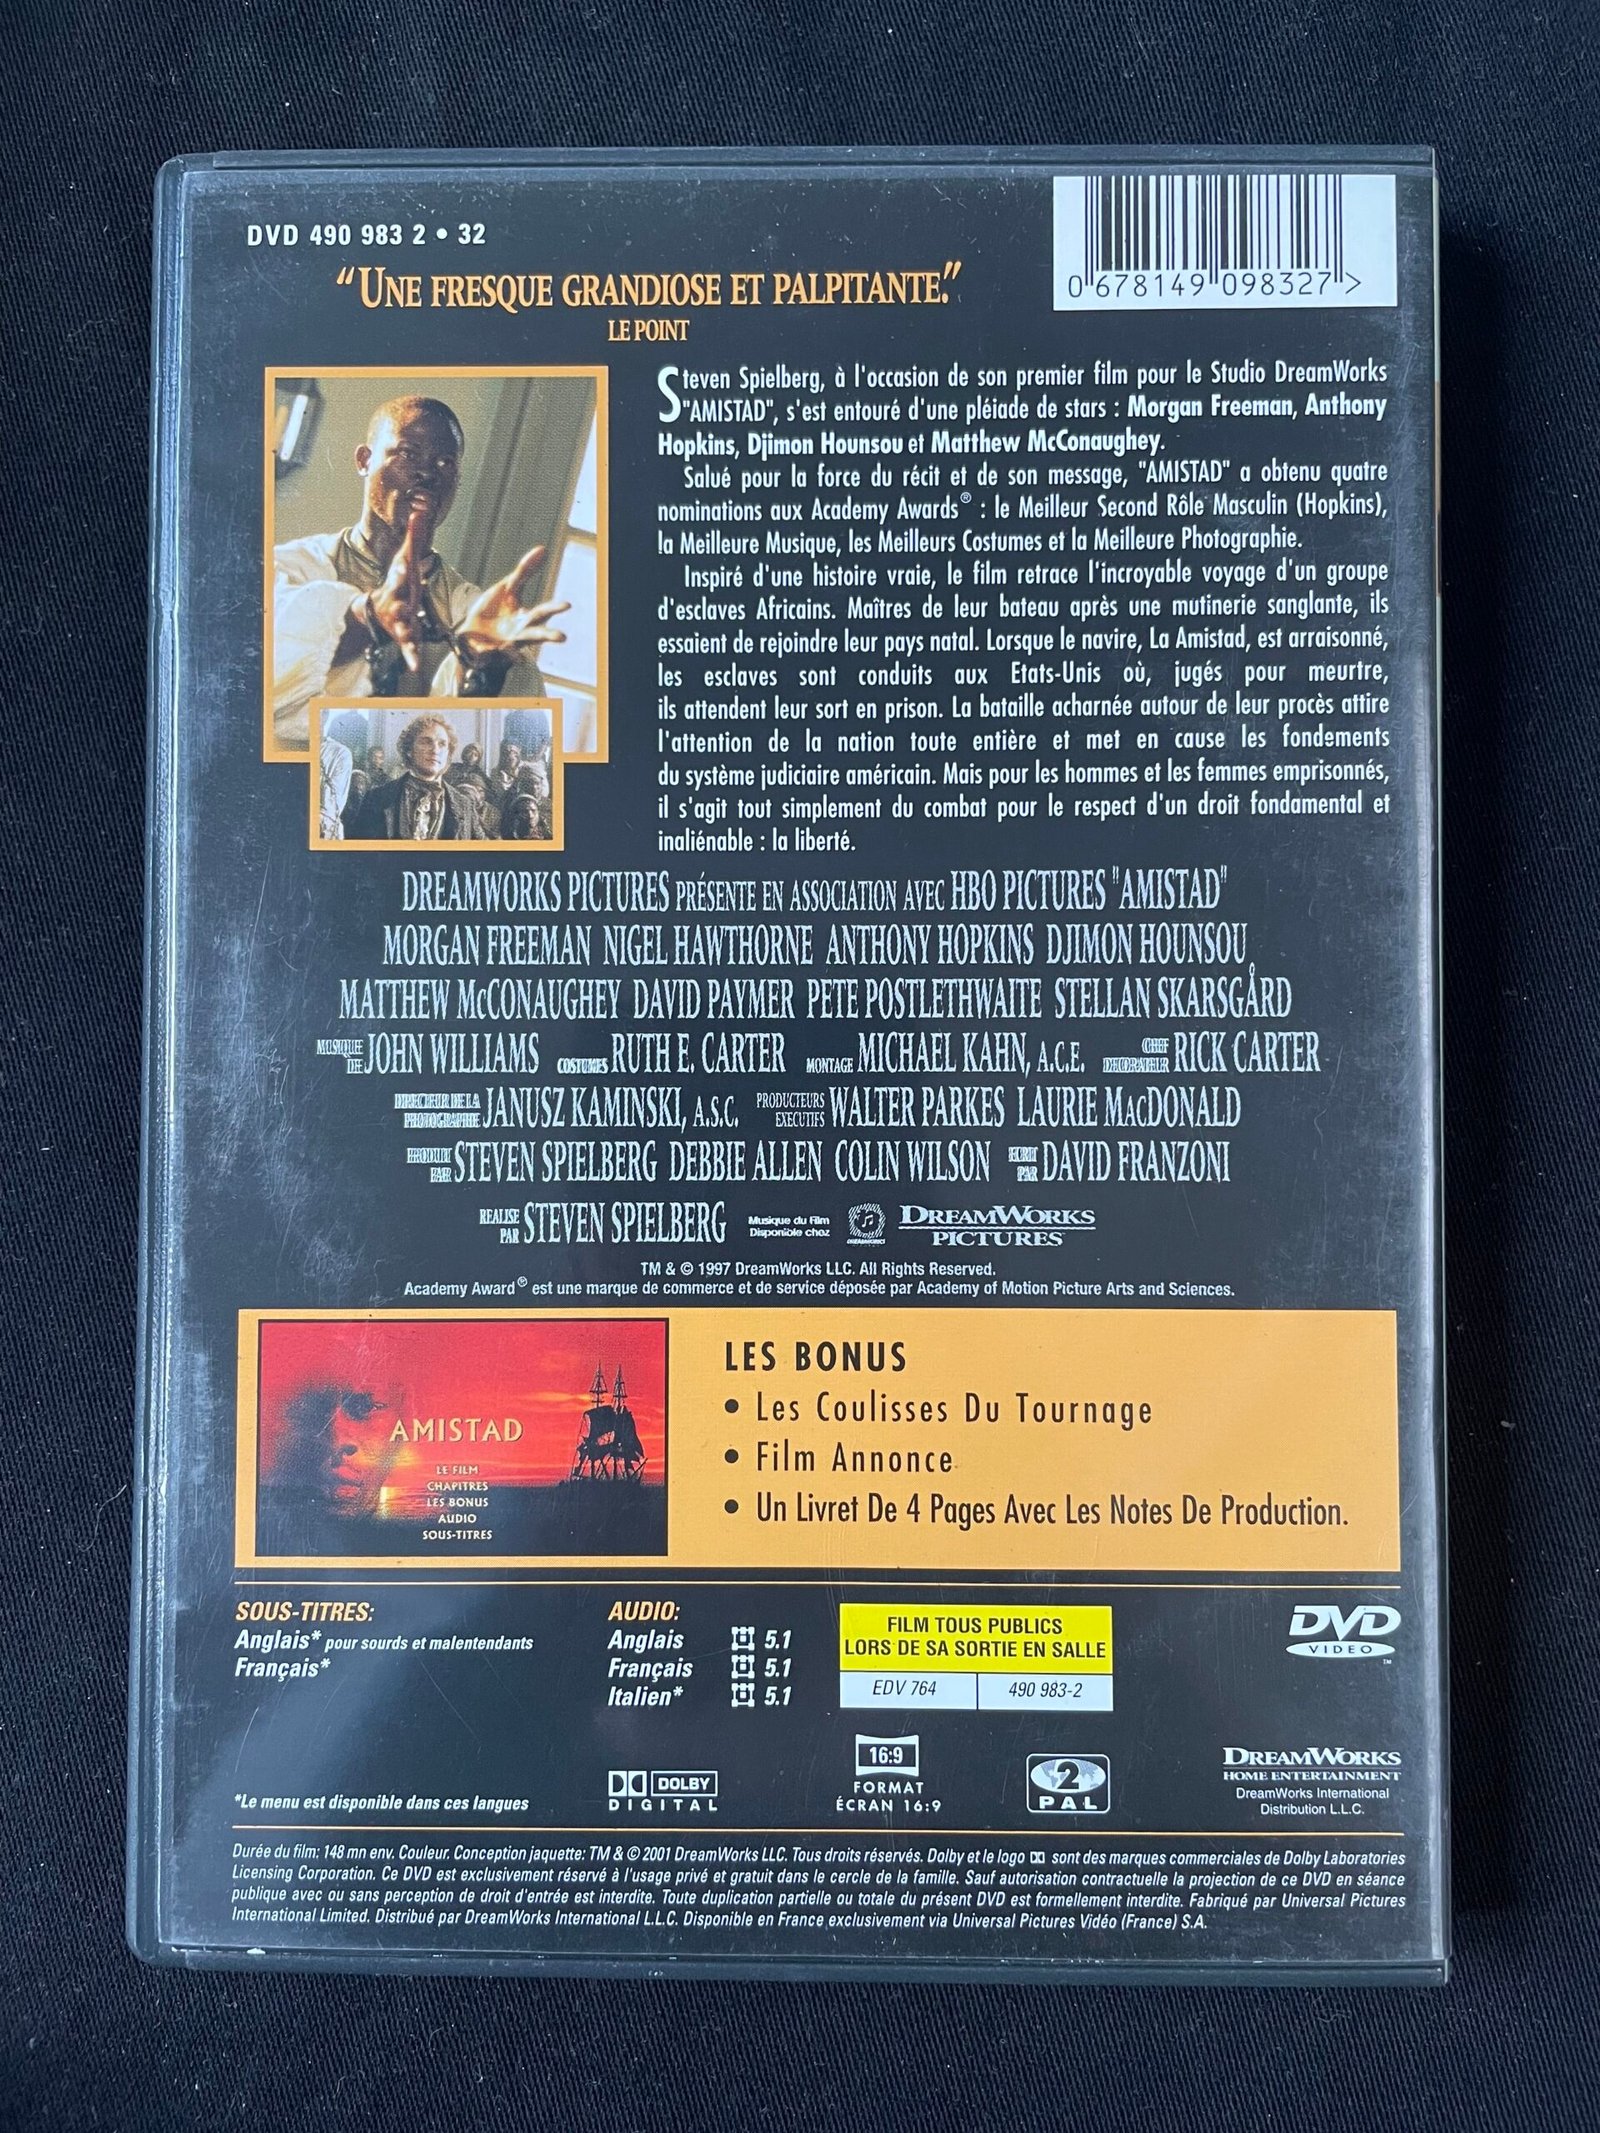 DVD 490 983 2 • 32
0 678149 098327 >
"UNE FRESQUE GRANDIOSE ET PALPITANTE."
LE POINT
Steven Spielberg, à l'occasion de son premier film pour le Studio DreamWorks
"AMISTAD", s'est entouré d'une pléiade de stars : Morgan Freeman, Anthony
Hopkins, Djimon Hounsou et Matthew McConaughey.
Salué pour la force du récit et de son message, "AMISTAD" a obtenu quatre
nominations aux Academy Awards® : le Meilleur Second Rôle Masculin (Hopkins),
la Meilleure Musique, les Meilleurs Costumes et la Meilleure Photographie.
Inspiré d'une histoire vraie, le film retrace l'incroyable voyage d'un groupe
d'esclaves Africains. Maîtres de leur bateau après une mutinerie sanglante, ils
essaient de rejoindre leur pays natal. Lorsque le navire, La Amistad, est arraisonné,
les esclaves sont conduits aux Etats-Unis où, jugés pour meurtre,
ils attendent leur sort en prison. La bataille acharnée autour de leur procès attire
l'attention de la nation toute entière et met en cause les fondements
du système judiciaire américain. Mais pour les hommes et les femmes emprisonnés,
il s'agit tout simplement du combat pour le respect d'un droit fondamental et
inaliénable : la liberté.
DREAMWORKS PICTURES PRÉSENTE EN ASSOCIATION AVEC HBO PICTURES "AMISTAD"
MORGAN FREEMAN NIGEL HAWTHORNE ANTHONY HOPKINS DJIMON HOUNSOU
MATTHEW McCONAUGHEY DAVID PAYMER PETE POSTLETHWAITE STELLAN SKARSGÅRD
MUSIQUE DE JOHN WILLIAMS COSTUMES RUTH E. CARTER MONTAGE MICHAEL KAHN, A.C.E. CHEF DECORATEUR RICK CARTER
DIRECTEUR DE LA PHOTOGRAPHIE JANUSZ KAMINSKI, A.S.C. PRODUCTEURS EXECUTIFS WALTER PARKES LAURIE MacDONALD
PRODUIT PAR STEVEN SPIELBERG DEBBIE ALLEN COLIN WILSON ECRIT PAR DAVID FRANZONI
REALISE PAR STEVEN SPIELBERG Musique du Film Disponible chez DREAMWORKS DREAMWORKS PICTURES
TM & © 1997 DreamWorks LLC. All Rights Reserved.
Academy Award® est une marque de commerce et de service déposée par Academy of Motion Picture Arts and Sciences.
AMISTAD
LE FILM
CHAPITRES
LES BONUS
AUDIO
SOUS-TITRES
LES BONUS
• Les Coulisses Du Tournage
• Film Annonce
• Un Livret De 4 Pages Avec Les Notes De Production.
SOUS-TITRES:
Anglais* pour sourds et malentendants
Français*
AUDIO:
Anglais 5.1
Français 5.1
Italien* 5.1
FILM TOUS PUBLICS
LORS DE SA SORTIE EN SALLE
EDV 764 490 983-2
DVD
VIDEO
TM
*Le menu est disponible dans ces langues
DOLBY
DIGITAL
16:9
FORMAT
ÉCRAN 16:9
2
PAL
DREAMWORKS
HOME ENTERTAINMENT
DreamWorks International
Distribution L.L.C.
Durée du film: 148 mn env. Couleur. Conception jaquette: TM & © 2001 DreamWorks LLC. Tous droits réservés. Dolby et le logo sont des marques commerciales de Dolby Laboratories
Licensing Corporation. Ce DVD est exclusivement réservé à l'usage privé et gratuit dans le cercle de la famille. Sauf autorisation contractuelle la projection de ce DVD en séance
publique avec ou sans perception de droit d'entrée est interdite. Toute duplication partielle ou totale du présent DVD est formellement interdite. Fabriqué par Universal Pictures
International Limited. Distribué par DreamWorks International L.L.C. Disponible en France exclusivement via Universal Pictures Vidéo (France) S.A.